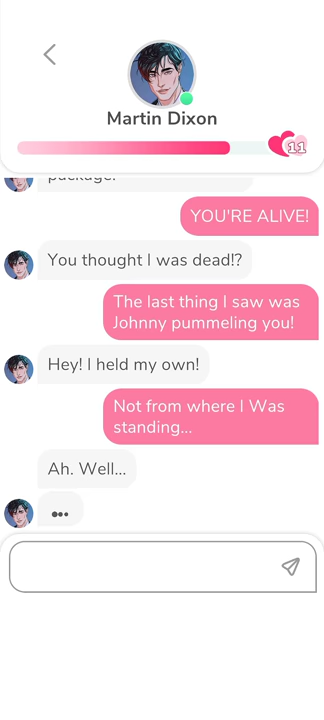 Martin Dixon
11
package!
YOU'RE ALIVE!
You thought I was dead!?
The last thing I saw was
Johnny pummeling you!
Hey! I held my own!
Not from where I Was
standing...
Ah. Well...